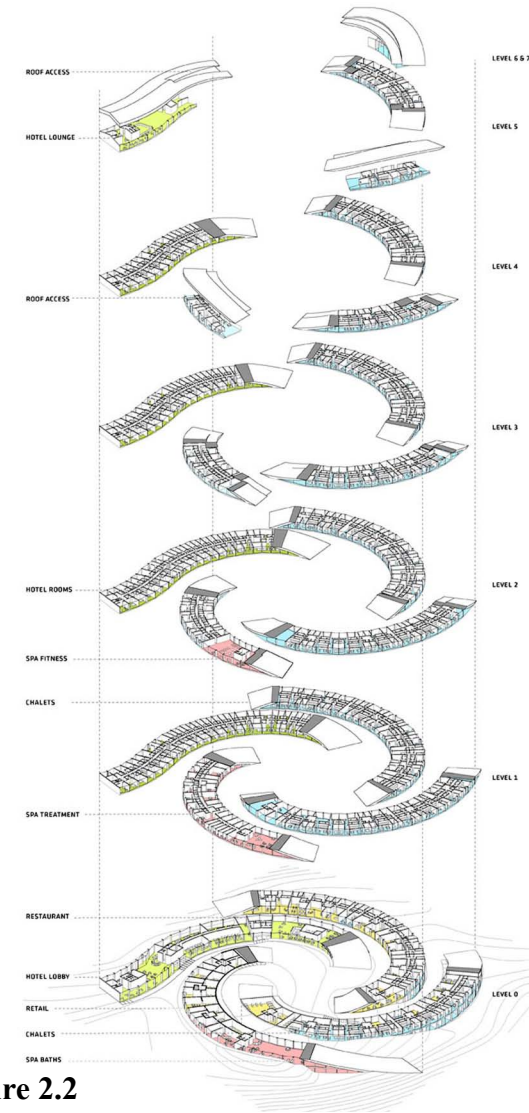 ROOF ACCESS
LEVEL 6 & 7
HOTEL LOUNGE
LEVEL 5
LEVEL 4
ROOF ACCESS
LEVEL 3
HOTEL ROOMS
LEVEL 2
SPA FITNESS
CHALETS
LEVEL 1
SPA TREATMENT
RESTAURANT
HOTEL LOBBY
LEVEL 0
RETAIL
CHALETS
SPA BATHS
re 2.2